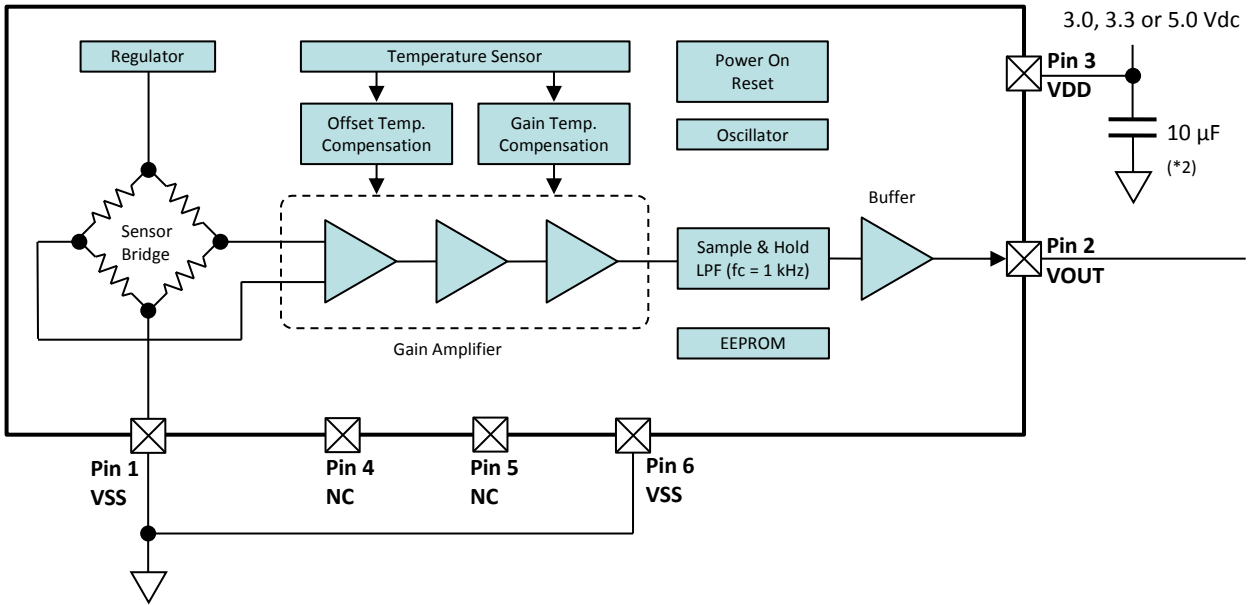 3.0, 3.3 or 5.0 Vdc
Regulator
Temperature Sensor
Power On
Reset
Pin 3
VDD
Offset Temp.
Compensation
Gain Temp.
Compensation
Oscillator
10 µF
(*2)
Buffer
Sensor
Bridge
Sample & Hold
LPF (fc = 1 kHz)
Pin 2
VOUT
Gain Amplifier
EEPROM
Pin 1
VSS
Pin 4
NC
Pin 5
NC
Pin 6
VSS